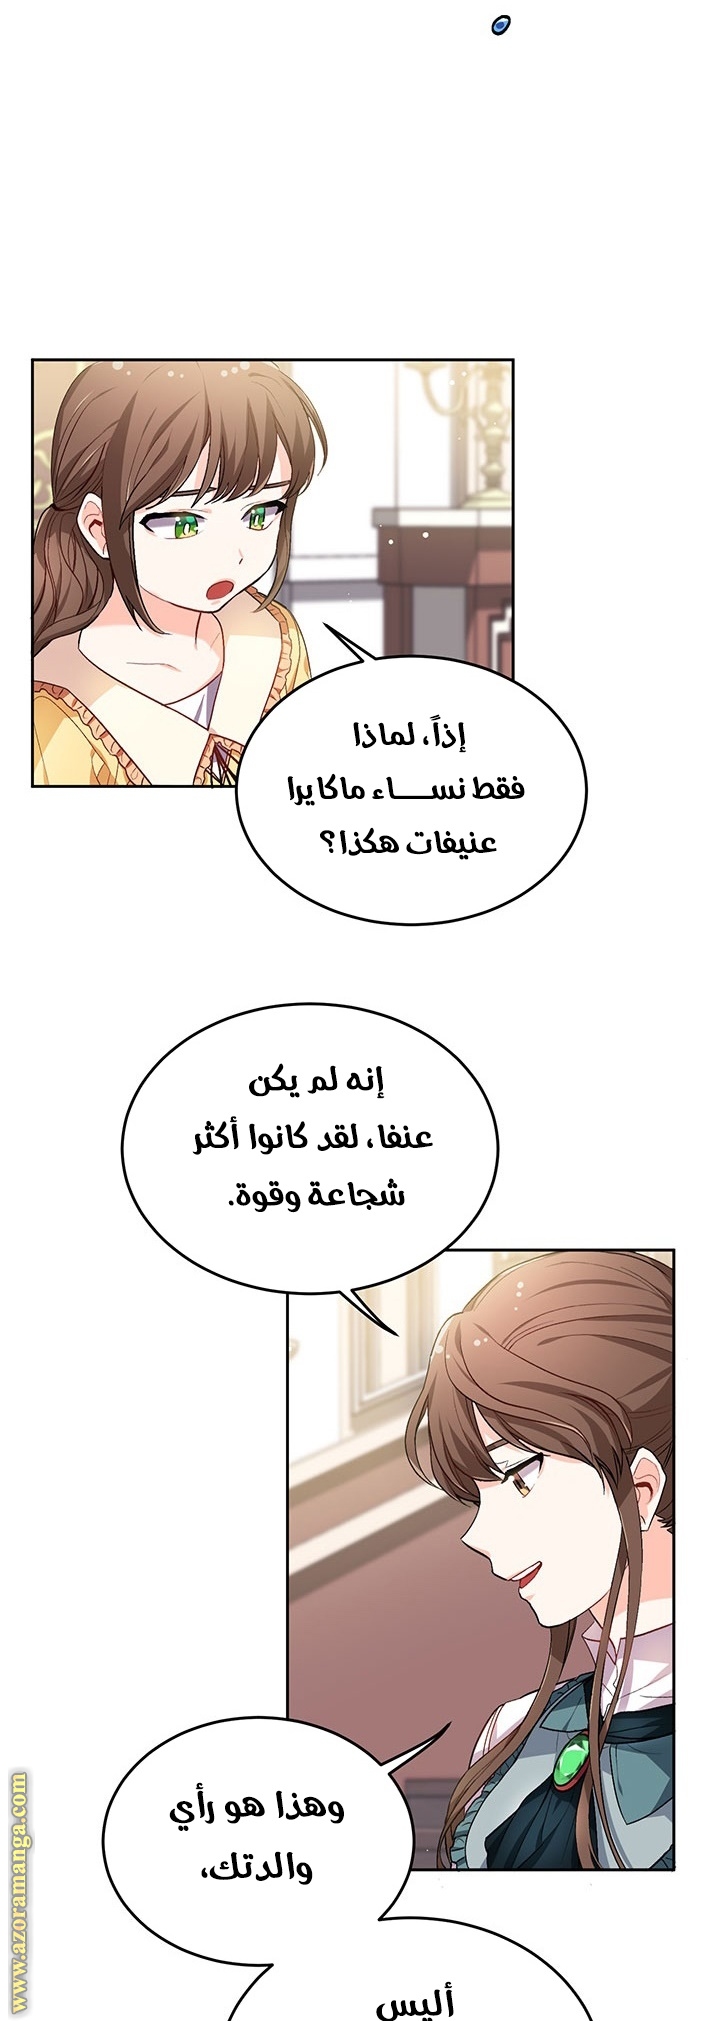 إذاً، لماذا
فقط نســـاء ماكايرا
عنيفات هكذا؟
إنه لم يكن
عنفا، لقد كانوا أكثر
شجاعة وقوة.
وهذا هو رأي
والدتك،
أليس
www.azoramanga.com